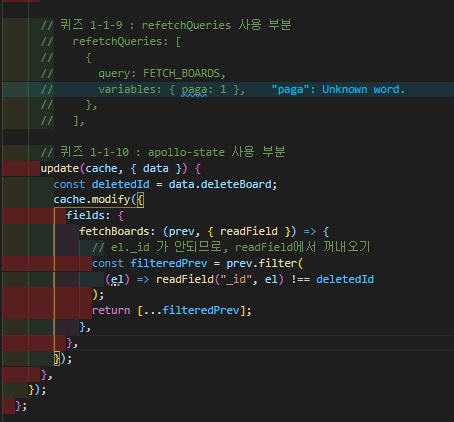 // 퀴즈 1-1-9 : refetchQueries 사용 부분
//   refetchQueries: [
//     {
//       query: FETCH_BOARDS,
//       variables: { paga: 1 },    "paga": Unknown word.
//     },
//   ],
// 퀴즈 1-1-10 : apollo-state 사용 부분
update(cache, { data }) {
  const deletedId = data.deleteBoard;
  cache.modify({
    fields: {
      fetchBoards: (prev, { readField }) => {
        // el._id 가 안되므로, readField에서 꺼내오기
        const filteredPrev = prev.filter(
          (el) => readField("_id", el) !== deletedId
        );
        return [...filteredPrev];
      },
    },
  });
},
});
};